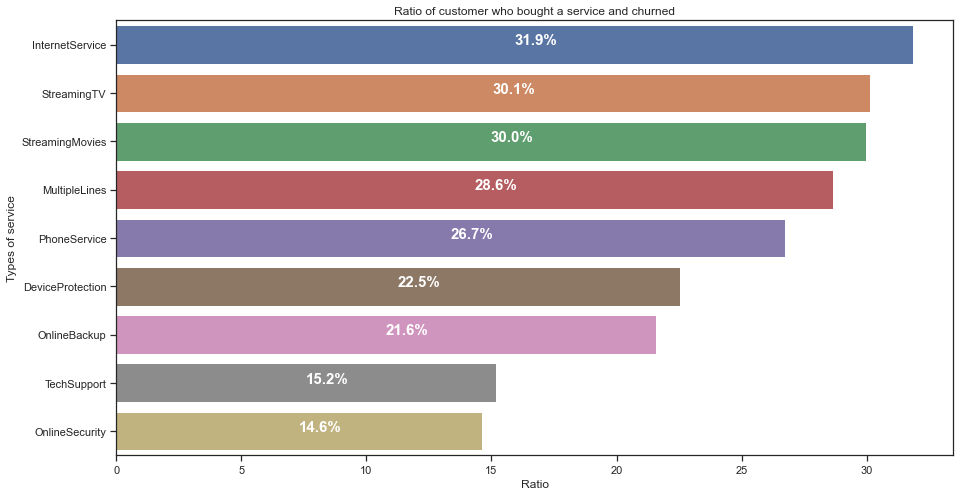 Ratio of customer who bought a service and churned
Types of service
InternetService 31.9%
StreamingTV 30.1%
StreamingMovies 30.0%
MultipleLines 28.6%
PhoneService 26.7%
DeviceProtection 22.5%
OnlineBackup 21.6%
TechSupport 15.2%
OnlineSecurity 14.6%
0 5 10 15 20 25 30
Ratio